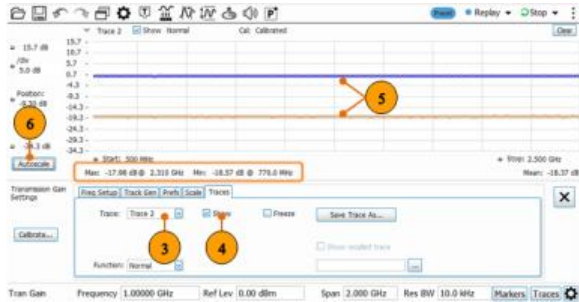 Preset Replay Stop
Trace 2 Show Normal Cal: Calibrated Clear
15.7 dB
15.7
10.7
/div
5.0 dB
5.7
0.7
-4.3
Position:
-9.30 dB
-9.3
-14.3
-19.3
-24.3
-29.3
-34.3 dB
-34.3
5
6
Autoscale
Start: 500 MHz Stop: 2.500 GHz
Max: -17.98 dB @ 2.310 GHz Min: -18.57 dB @ 776.0 MHz Mean: -18.37 dB
Transmission Gain
Settings
Freq Setup Track Gen Prefs Scale Traces
Trace: Trace 2 Show Freeze Save Trace As...
Calibrate...
3
4
Show recalled trace
Function: Normal ...
Tran Gain Frequency 1.00000 GHz Ref Lev 0.00 dBm Span 2.000 GHz Res BW 10.0 kHz Markers Traces